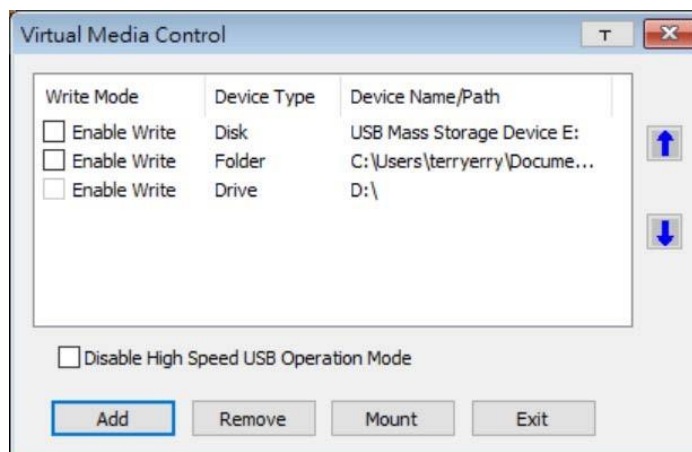 Virtual Media Control T
Write Mode Device Type Device Name/Path
Enable Write Disk USB Mass Storage Device E:
Enable Write Folder C:\Users\terryerry\Docume...
Enable Write Drive D:\
Disable High Speed USB Operation Mode
Add Remove Mount Exit